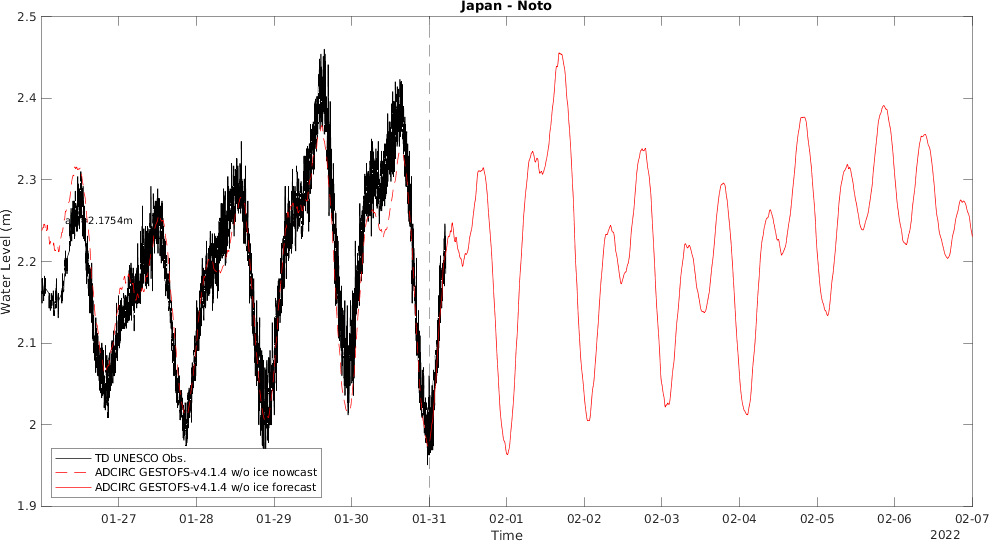 Japan - Noto
2.5
2.4
2.3
2.2
2.1
2
1.9
Water Level (m)
2.1754m
TD UNESCO Obs.
ADCIRC GESTOFS-v4.1.4 w/o ice nowcast
ADCIRC GESTOFS-v4.1.4 w/o ice forecast
01-27 01-28 01-29 01-30 01-31 02-01 02-02 02-03 02-04 02-05 02-06 02-07
Time
2022